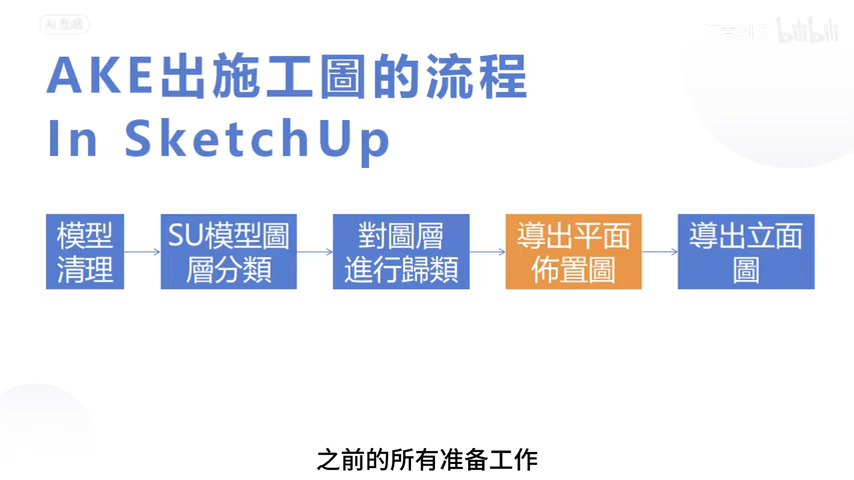 AKE出施工圖的流程
In SketchUp
模型
清理
SU模型圖
層分類
對圖層
進行歸類
導出平面
佈置圖
導出立面
圖
之前的所有准备工作
bilibili